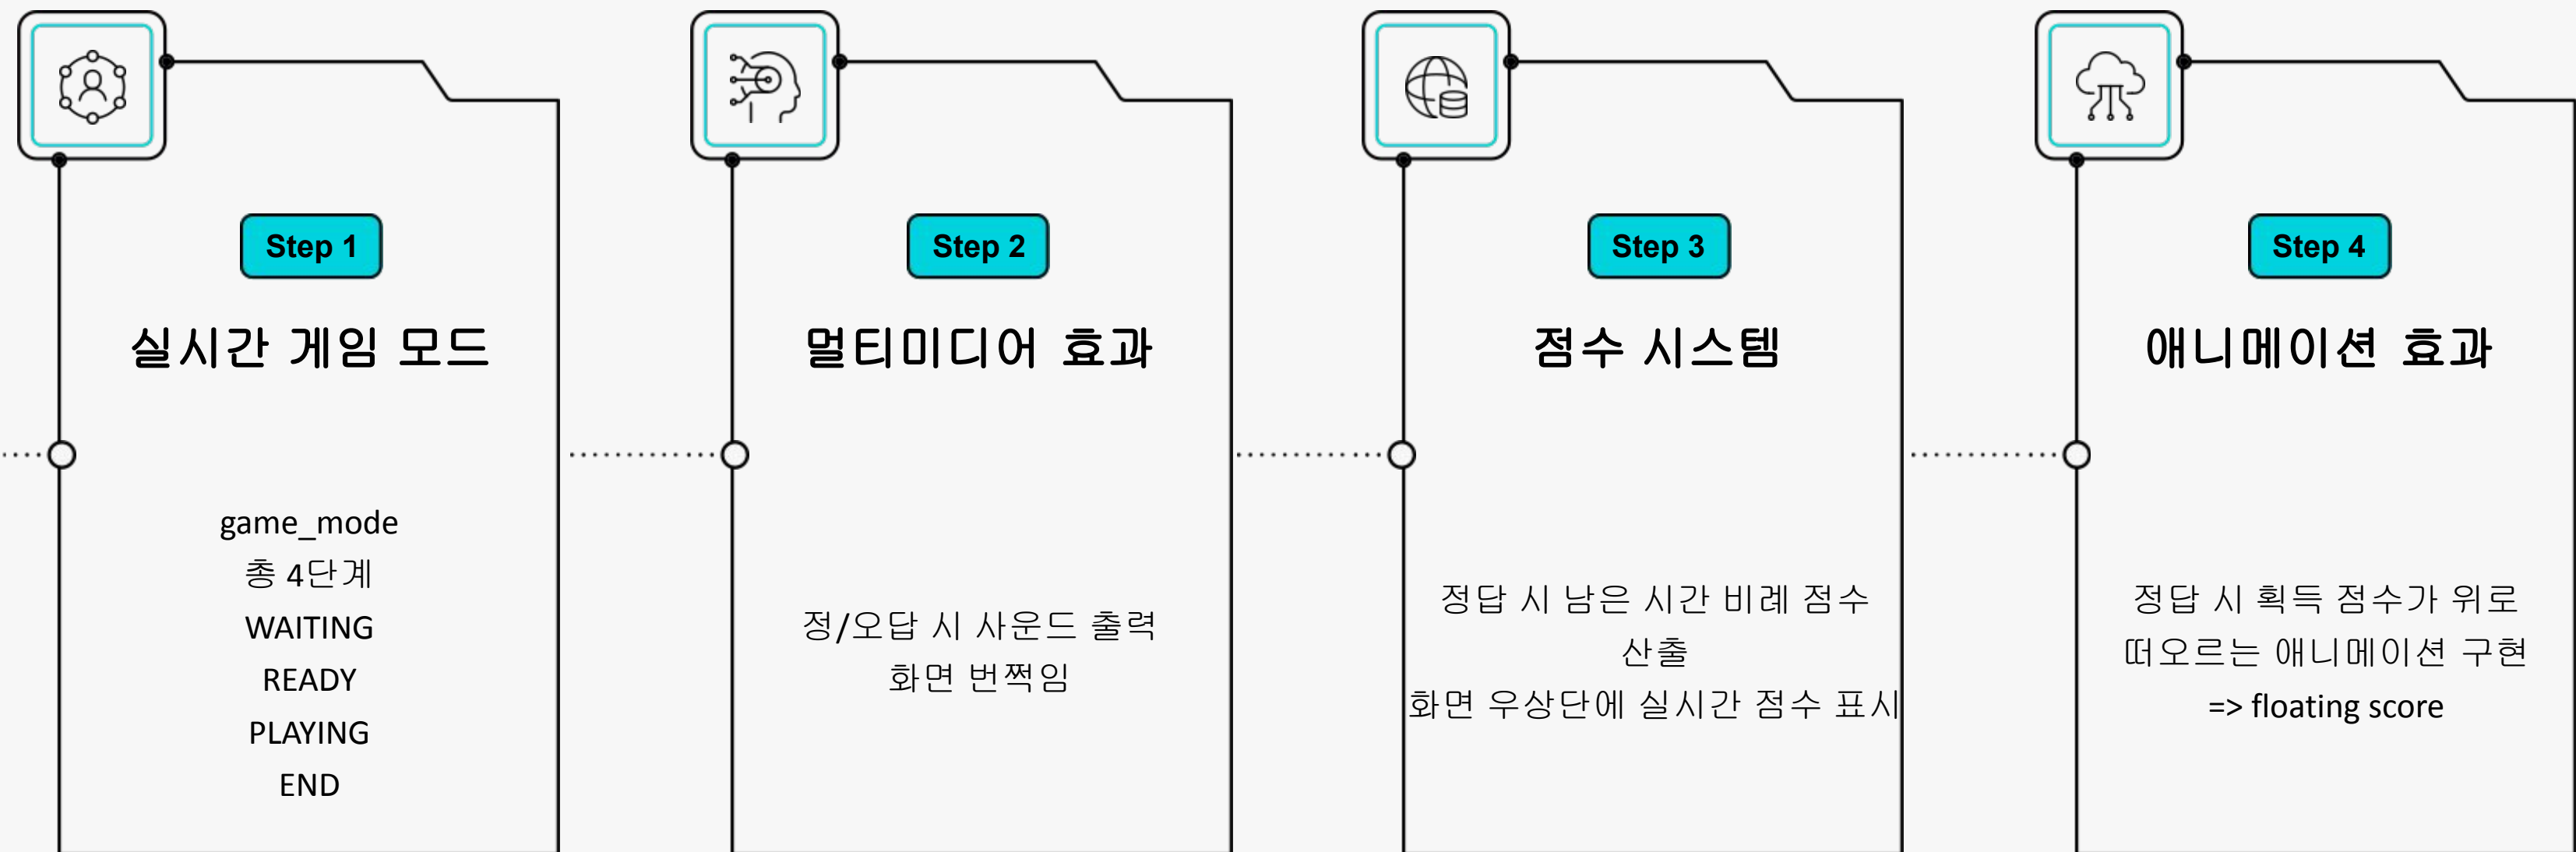 Step 1
실시간 게임 모드
game_mode
총 4단계
WAITING
READY
PLAYING
END
Step 2
멀티미디어 효과
정/오답 시 사운드 출력
화면 번쩍임
Step 3
점수 시스템
정답 시 남은 시간 비례 점수
산출
화면 우상단에 실시간 점수 표시
Step 4
애니메이션 효과
정답 시 획득 점수가 위로
떠오르는 애니메이션 구현
=> floating score